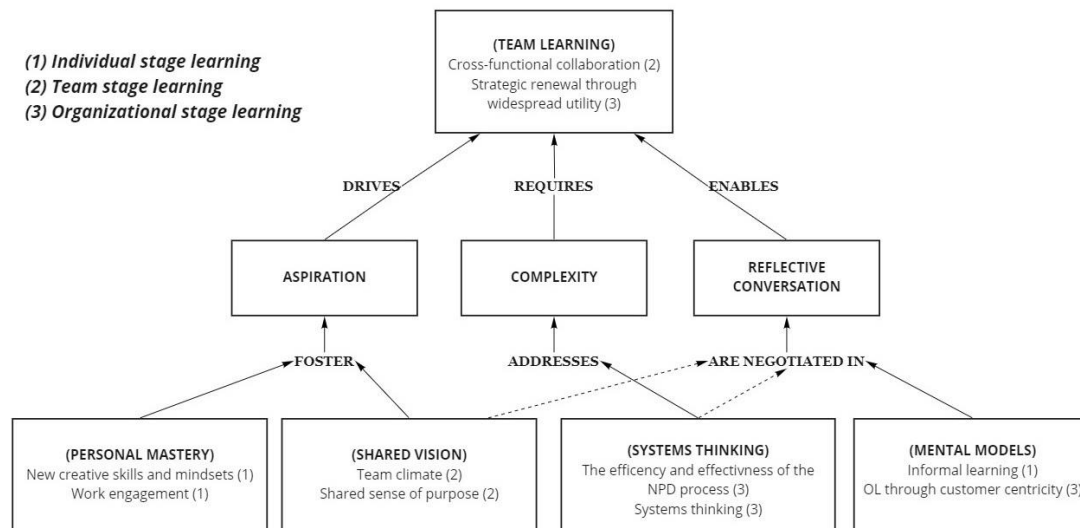 (1) Individual stage learning
(2) Team stage learning
(3) Organizational stage learning
(TEAM LEARNING)
Cross-functional collaboration (2)
Strategic renewal through
widespread utility (3)
DRIVES
REQUIRES
ENABLES
ASPIRATION
COMPLEXITY
REFLECTIVE
CONVERSATION
FOSTER
ADDRESSES
ARE NEGOTIATED IN
(PERSONAL MASTERY)
New creative skills and mindsets (1)
Work engagement (1)
(SHARED VISION)
Team climate (2)
Shared sense of purpose (2)
(SYSTEMS THINKING)
The efficency and effectivness of the
NPD process (3)
Systems thinking (3)
(MENTAL MODELS)
Informal learning (1)
OL through customer centricity (3)